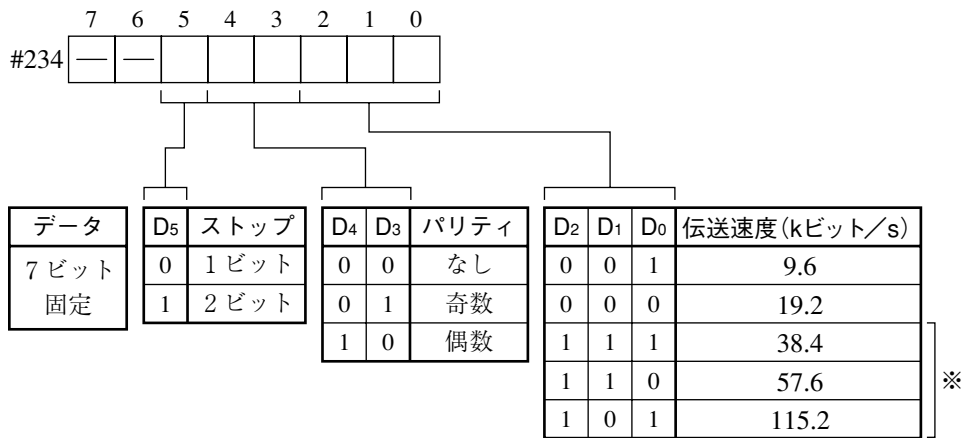 7 6 5 4 3 2 1 0
#234 — —
データ
7ビット
固定
D5 ストップ
0 1ビット
1 2ビット
D4 D3 パリティ
0 0 なし
0 1 奇数
1 0 偶数
D2 D1 D0 伝送速度(kビット／s)
0 0 1 9.6
0 0 0 19.2
1 1 1 38.4
1 1 0 57.6
1 0 1 115.2
※